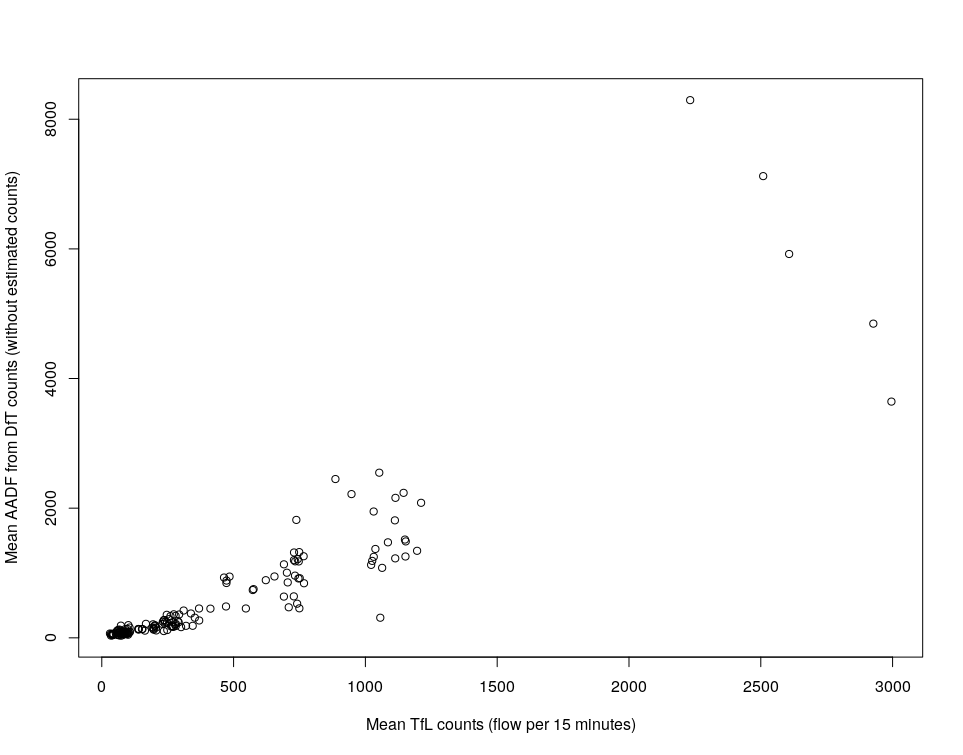 8000
6000
4000
2000
0
Mean AADF from DfT counts (without estimated counts)
0 500 1000 1500 2000 2500 3000
Mean TfL counts (flow per 15 minutes)